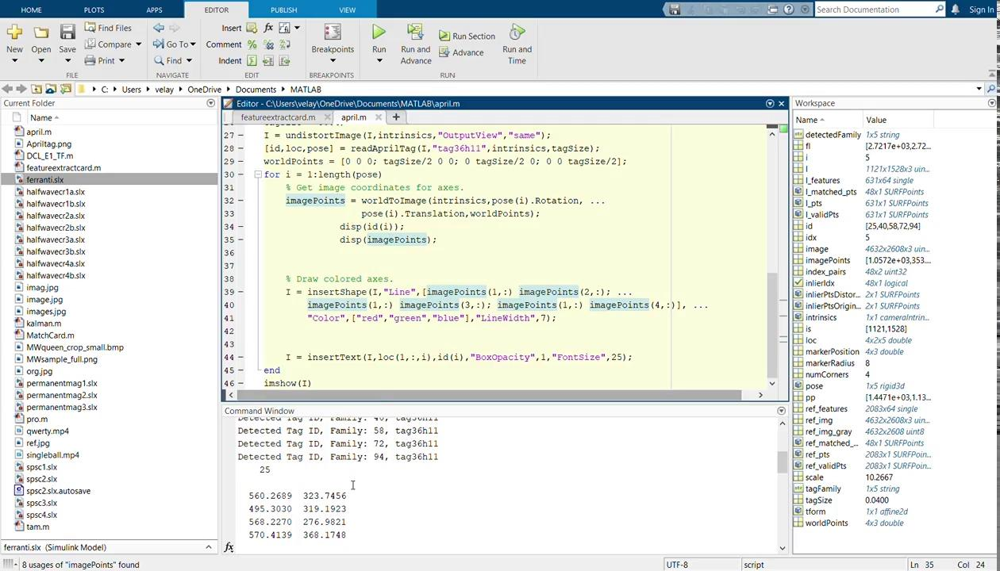 HOME PLOTS APPS EDITOR PUBLISH VIEW Search Documentation Sign In
New Open Save Find Files Compare Print Go To Find Insert fx Comment Indent Breakpoints Run Run and Advance Run Section Advance Run and Time
FILE NAVIGATE EDIT BREAKPOINTS RUN
C: Users velay OneDrive Documents MATLAB
Current Folder
Name
april.m
Apriltag.png
DCL_E1_TF.m
featureextractcard.m
ferranti.slx
halfwavecr1a.slx
halfwavecr1b.slx
halfwavecr2a.slx
halfwavecr2b.slx
halfwavecr3a.slx
halfwavecr3b.slx
halfwavecr4a.slx
halfwavecr4b.slx
imag.jpg
image.jpg
images.jpg
kalman.m
MatchCard.m
MWqueen_crop_small.bmp
MWsample_full.png
org.jpg
permanentmag1.slx
permanentmag2.slx
permanentmag3.slx
pro.m
qwerty.mp4
ref.jpg
singleball.mp4
spsc1.slx
spsc2.slx
spsc2.slx.autosave
spsc3.slx
spsc4.slx
tam.m
ferranti.slx (Simulink Model)
Editor - C:\Users\velay\OneDrive\Documents\MATLAB\april.m
featureextractcard.m april.m
27 I = undistortImage(I,intrinsics,"OutputView","same");
28 [id,loc,pose] = readAprilTag(I,"tag36h11",intrinsics,tagSize);
29 worldPoints = [0 0 0; tagSize/2 0 0; 0 tagSize/2 0; 0 0 tagSize/2];
30 for i = 1:length(pose)
31 % Get image coordinates for axes.
32 imagePoints = worldToImage(intrinsics,pose(i).Rotation, ...
33 pose(i).Translation,worldPoints);
34 disp(id(i));
35 disp(imagePoints);
36
37
38 % Draw colored axes.
39 I = insertShape(I,"Line",[imagePoints(1,:) imagePoints(2,:); ...
40 imagePoints(1,:) imagePoints(3,:); imagePoints(1,:) imagePoints(4,:)], ...
41 "Color",["red","green","blue"],"LineWidth",7);
42
43
44 I = insertText(I,loc(1,:,i),id(i),"BoxOpacity",1,"FontSize",25);
45 end
46 imshow(I)
Command Window
Detected Tag ID, Family: 40, tag36h11
Detected Tag ID, Family: 58, tag36h11
Detected Tag ID, Family: 72, tag36h11
Detected Tag ID, Family: 94, tag36h11
25
560.2689 323.7456
495.3030 319.1923
568.2270 276.9821
570.4139 368.1748
fx
Workspace
Name Value
detectedFamily 1x5 string
fl [2.7217e+03,2.72...
i 5
I 1121x1528x3 uin...
I_features 631x64 single
I_matched_pts 48x1 SURFPoints
I_pts 631x1 SURFPoints
I_validPts 631x1 SURFPoints
id [25,40,58,72,94]
idx 5
image 4632x2608x3 uin...
imagePoints [1.0572e+03,353....
index_pairs 48x2 uint32
inlierIdx 48x1 logical
inlierPtsDistor... 2x1 SURFPoints
inlierPtsOrigin... 2x1 SURFPoints
intrinsics 1x1 cameraIntrin...
is [1121,1528]
loc 4x2x5 double
markerPosition 4x3 double
markerRadius 8
numCorners 4
pose 1x5 rigid3d
pp [1.4471e+03,1.13...
ref_features 2083x64 single
ref_img 4632x2608x3 uin...
ref_img_gray 4632x2608 uint8
ref_matched_... 48x1 SURFPoints
ref_pts 2083x1 SURFPoin...
ref_validPts 2083x1 SURFPoin...
scale 10.2667
tagFamily 1x5 string
tagSize 0.0400
tform 1x1 affine2d
worldPoints 4x3 double
8 usages of "imagePoints" found UTF-8 script Ln 35 Col 24